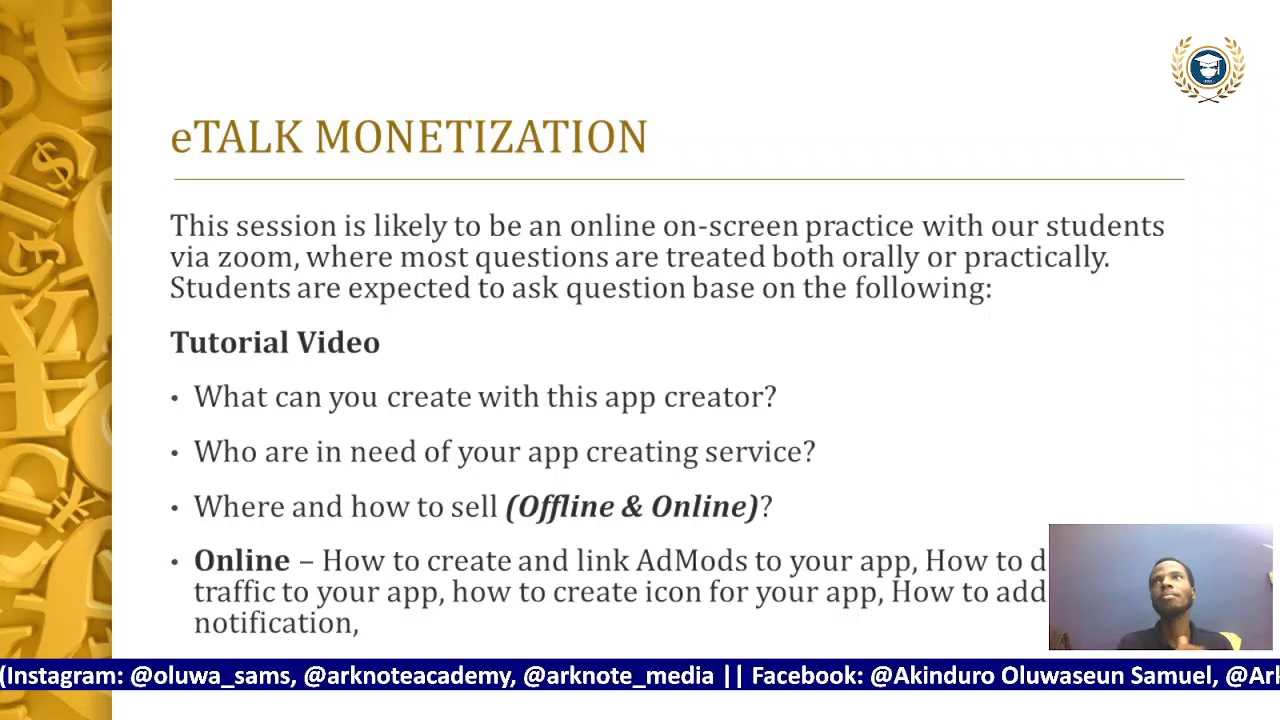 eTALK MONETIZATION
This session is likely to be an online on-screen practice with our students
via zoom, where most questions are treated both orally or practically.
Students are expected to ask question base on the following:
Tutorial Video
• What can you create with this app creator?
• Who are in need of your app creating service?
• Where and how to sell (Offline & Online)?
• Online – How to create and link AdMods to your app, How to
traffic to your app, how to create icon for your app, How to add
notification,
(Instagram: @oluwa_sams, @arknoteacademy, @arknote_media || Facebook: @Akinduro Oluwaseun Samuel,